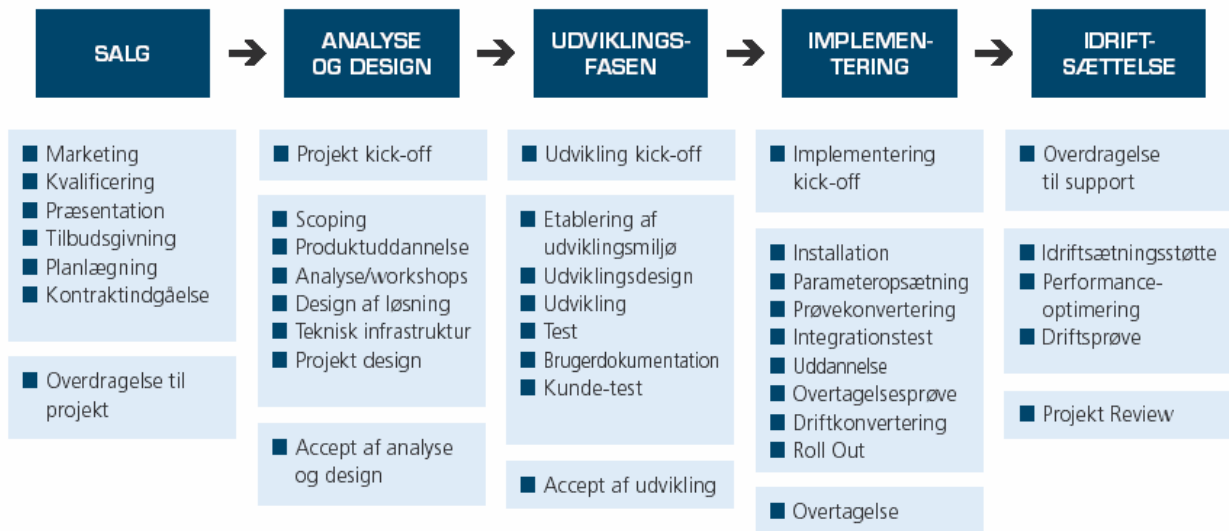 SALG
ANALYSE
OG DESIGN
UDVIKLINGS-
FASEN
IMPLEMEN-
TERING
IDRIFT-
SÆTTELSE
Marketing
Kvalificering
Præsentation
Tilbudsgivning
Planlægning
Kontraktindgåelse
Overdragelse til
projekt
Projekt kick-off
Scoping
Produktuddannelse
Analyse/workshops
Design af løsning
Teknisk infrastruktur
Projekt design
Accept af analyse
og design
Udvikling kick-off
Etablering af
udviklingsmiljø
Udviklingsdesign
Udvikling
Test
Brugerdokumentation
Kunde-test
Accept af udvikling
Implementering
kick-off
Installation
Parameteropsætning
Prøvekonvertering
Integrationstest
Uddannelse
Overtagelsesprøve
Driftkonvertering
Roll Out
Overtagelse
Overdragelse
til support
Idriftsætningsstøtte
Performance-
optimering
Driftsprøve
Projekt Review